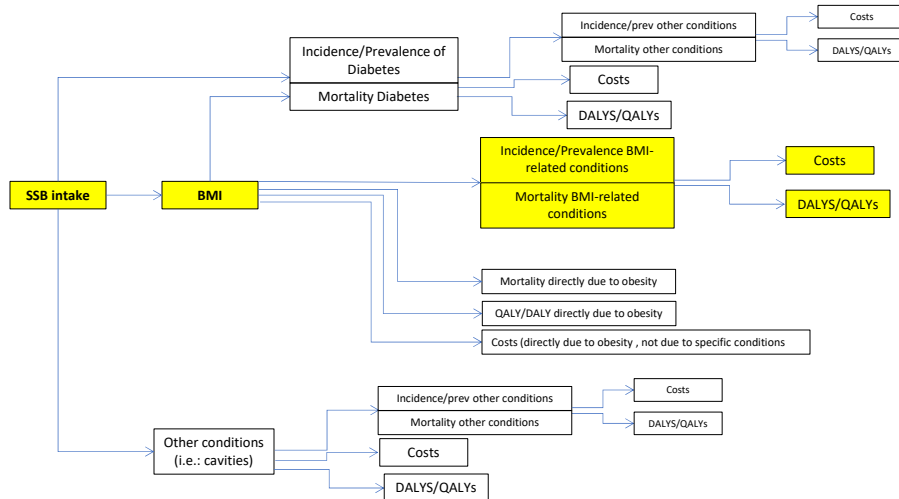 Incidence/prev other conditions
Mortality other conditions
Costs
DALYS/QALYs
Incidence/Prevalence of
Diabetes
Mortality Diabetes
Costs
DALYS/QALYs
Incidence/Prevalence BMI-
related conditions
Mortality BMI-related
conditions
Costs
DALYS/QALYs
SSB intake
BMI
Mortality directly due to obesity
QALY/DALY directly due to obesity
Costs (directly due to obesity , not due to specific conditions
Incidence/prev other conditions
Mortality other conditions
Costs
DALYS/QALYs
Other conditions
(i.e.: cavities)
Costs
DALYS/QALYs